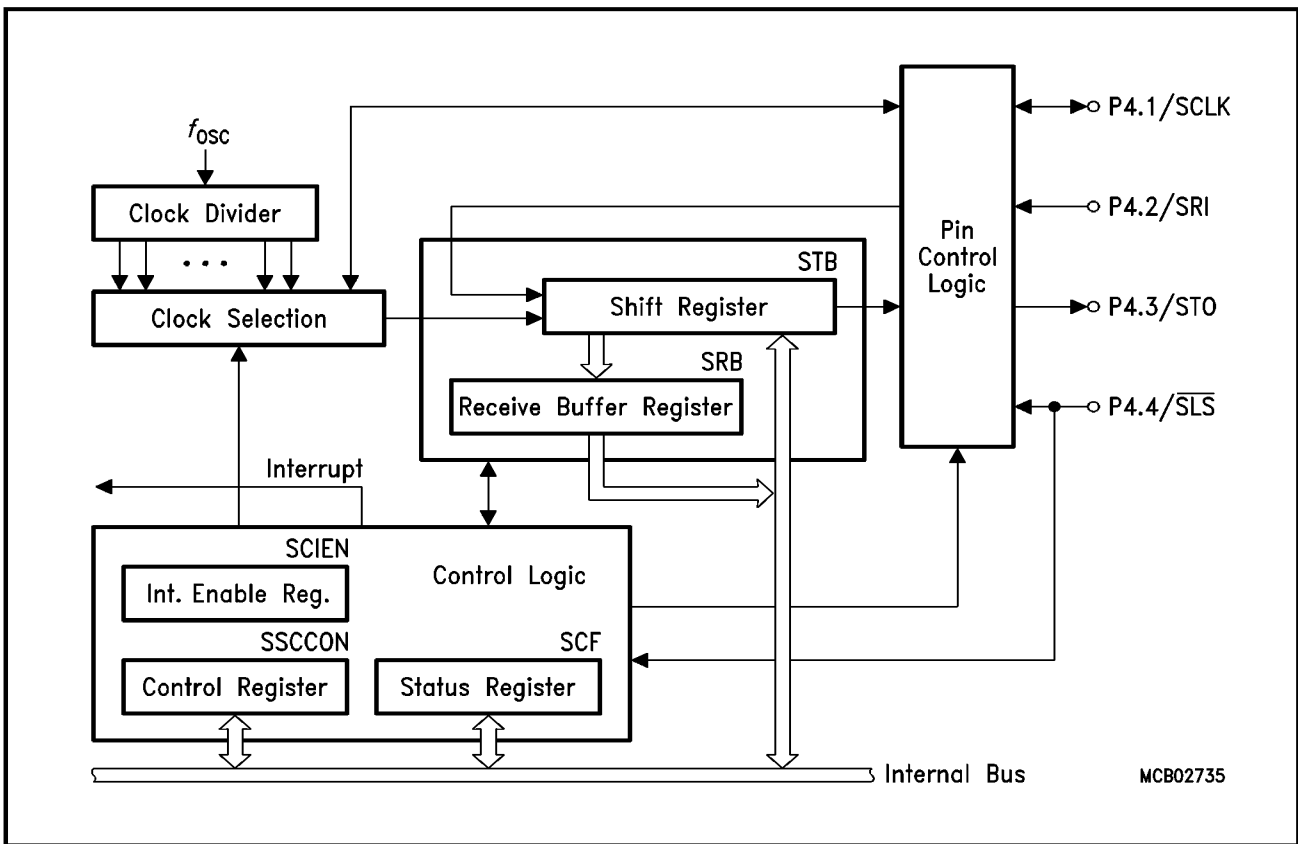 fosc
Clock Divider
...
Clock Selection
STB
Shift Register
SRB
Receive Buffer Register
Pin
Control
Logic
P4.1/SCLK
P4.2/SRI
P4.3/STO
P4.4/S̅L̅S̅
Interrupt
SCIEN
Int. Enable Reg.
Control Logic
SSCCON
Control Register
SCF
Status Register
Internal Bus
MCB02735